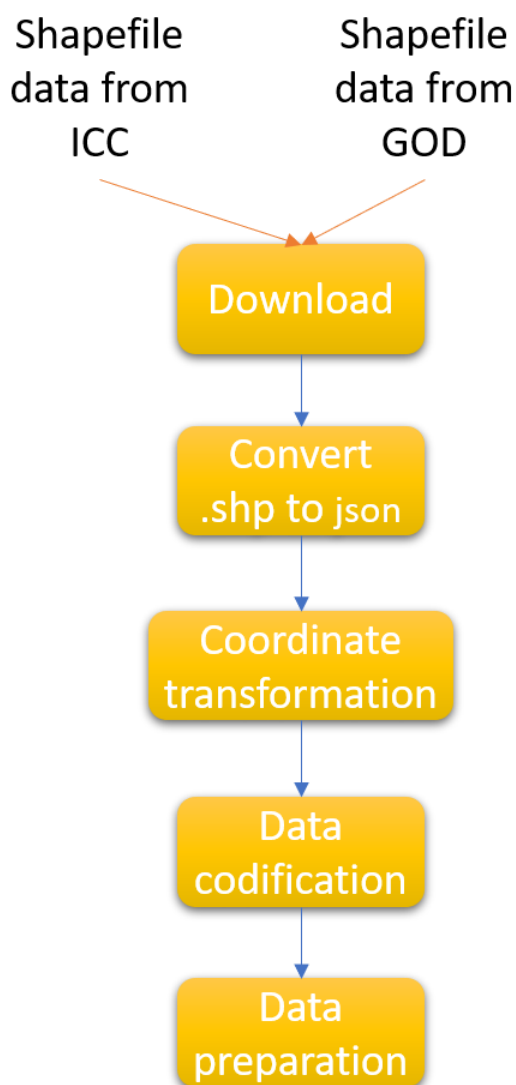 Shapefile
data from
ICC
Shapefile
data from
GOD
Download
Convert
.shp to json
Coordinate
transformation
Data
codification
Data
preparation